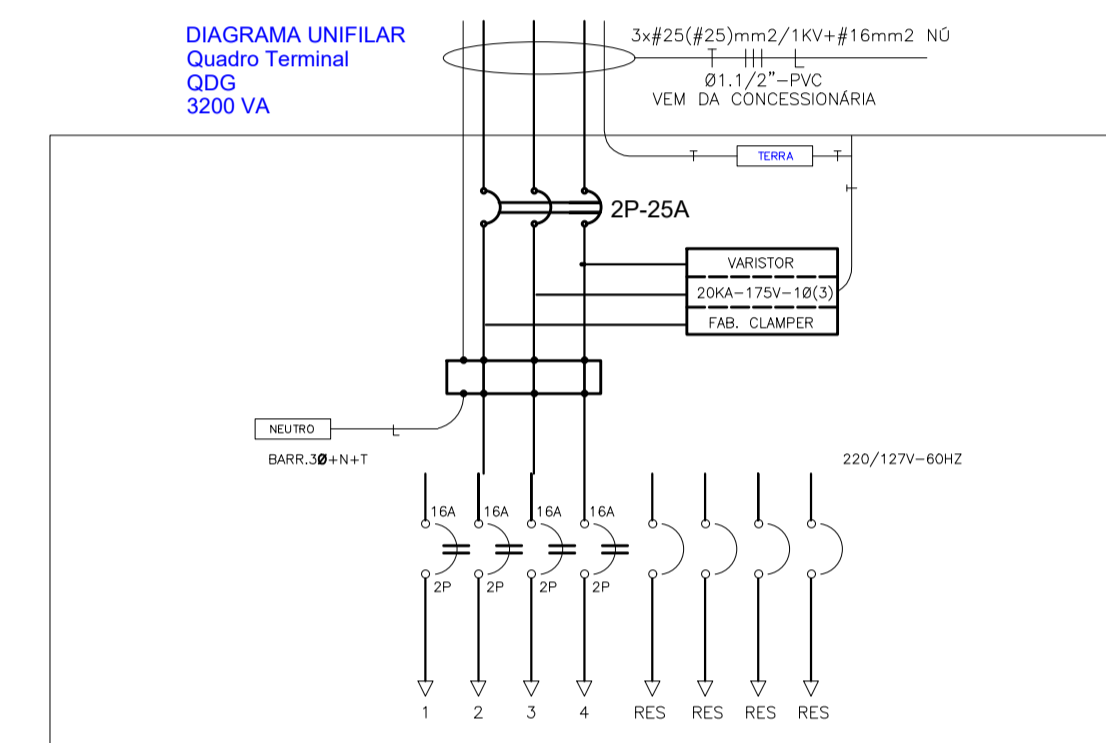 DIAGRAMA UNIFILAR
Quadro Terminal
QDG
3200 VA
3x#25(#25)mm2/1KV+#16mm2 NÚ
Ø1.1/2"-PVC
VEM DA CONCESSIONÁRIA
TERRA
2P-25A
VARISTOR
20KA-175V-1Ø(3)
FAB. CLAMPER
NEUTRO
BARR.3Ø+N+T
220/127V-60HZ
16A 16A 16A 16A
2P 2P 2P 2P
1 2 3 4 RES RES RES RES